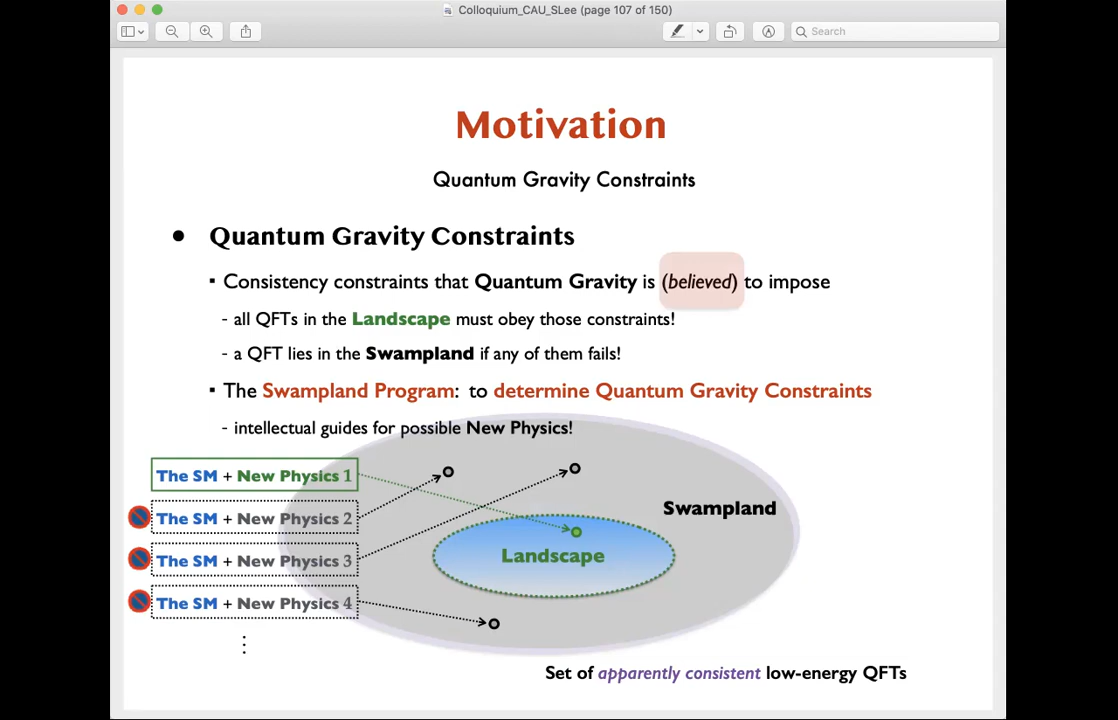 Colloquium_CAU_SLee (page 107 of 150)
Search
Motivation
Quantum Gravity Constraints
• Quantum Gravity Constraints
▪ Consistency constraints that Quantum Gravity is (believed) to impose
- all QFTs in the Landscape must obey those constraints!
- a QFT lies in the Swampland if any of them fails!
▪ The Swampland Program: to determine Quantum Gravity Constraints
- intellectual guides for possible New Physics!
The SM + New Physics 1
The SM + New Physics 2
The SM + New Physics 3
The SM + New Physics 4
⋮
Swampland
Landscape
Set of apparently consistent low-energy QFTs